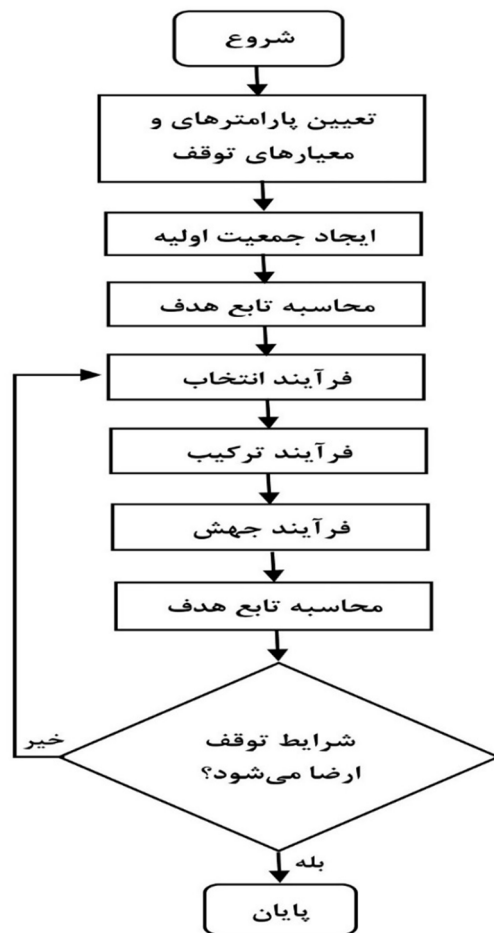 شروع
تعیین پارامترهای و
معیارهای توقف
ایجاد جمعیت اولیه
محاسبه تابع هدف
فرآیند انتخاب
فرآیند ترکیب
فرآیند جهش
محاسبه تابع هدف
شرایط توقف
ارضا می‌شود؟
خیر
بله
پایان